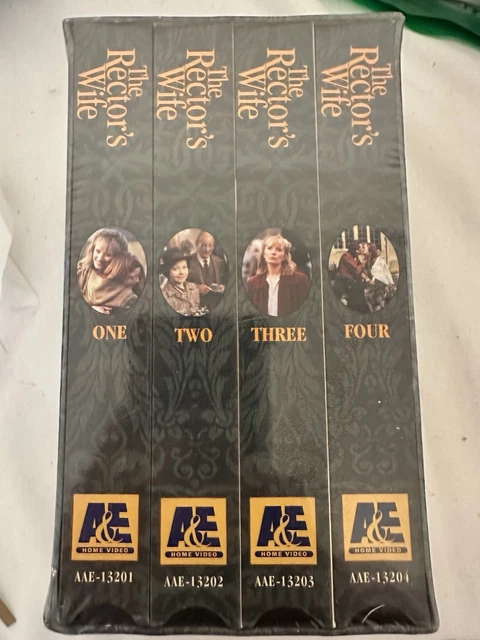 The
Rector's
Wife
The
Rector's
Wife
The
Rector's
Wife
The
Rector's
Wife
ONE
TWO
THREE
FOUR
A&E
HOME VIDEO
A&E
HOME VIDEO
A&E
HOME VIDEO
A&E
HOME VIDEO
AAE-13201
AAE-13202
AAE-13203
AAE-13204